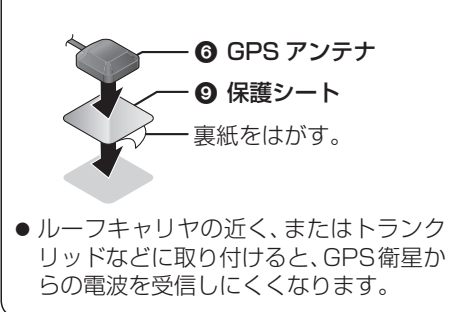 ❻ GPS アンテナ
❾ 保護シート
裏紙をはがす。
● ルーフキャリヤの近く、またはトランク
リッドなどに取り付けると、GPS衛星か
らの電波を受信しにくくなります。